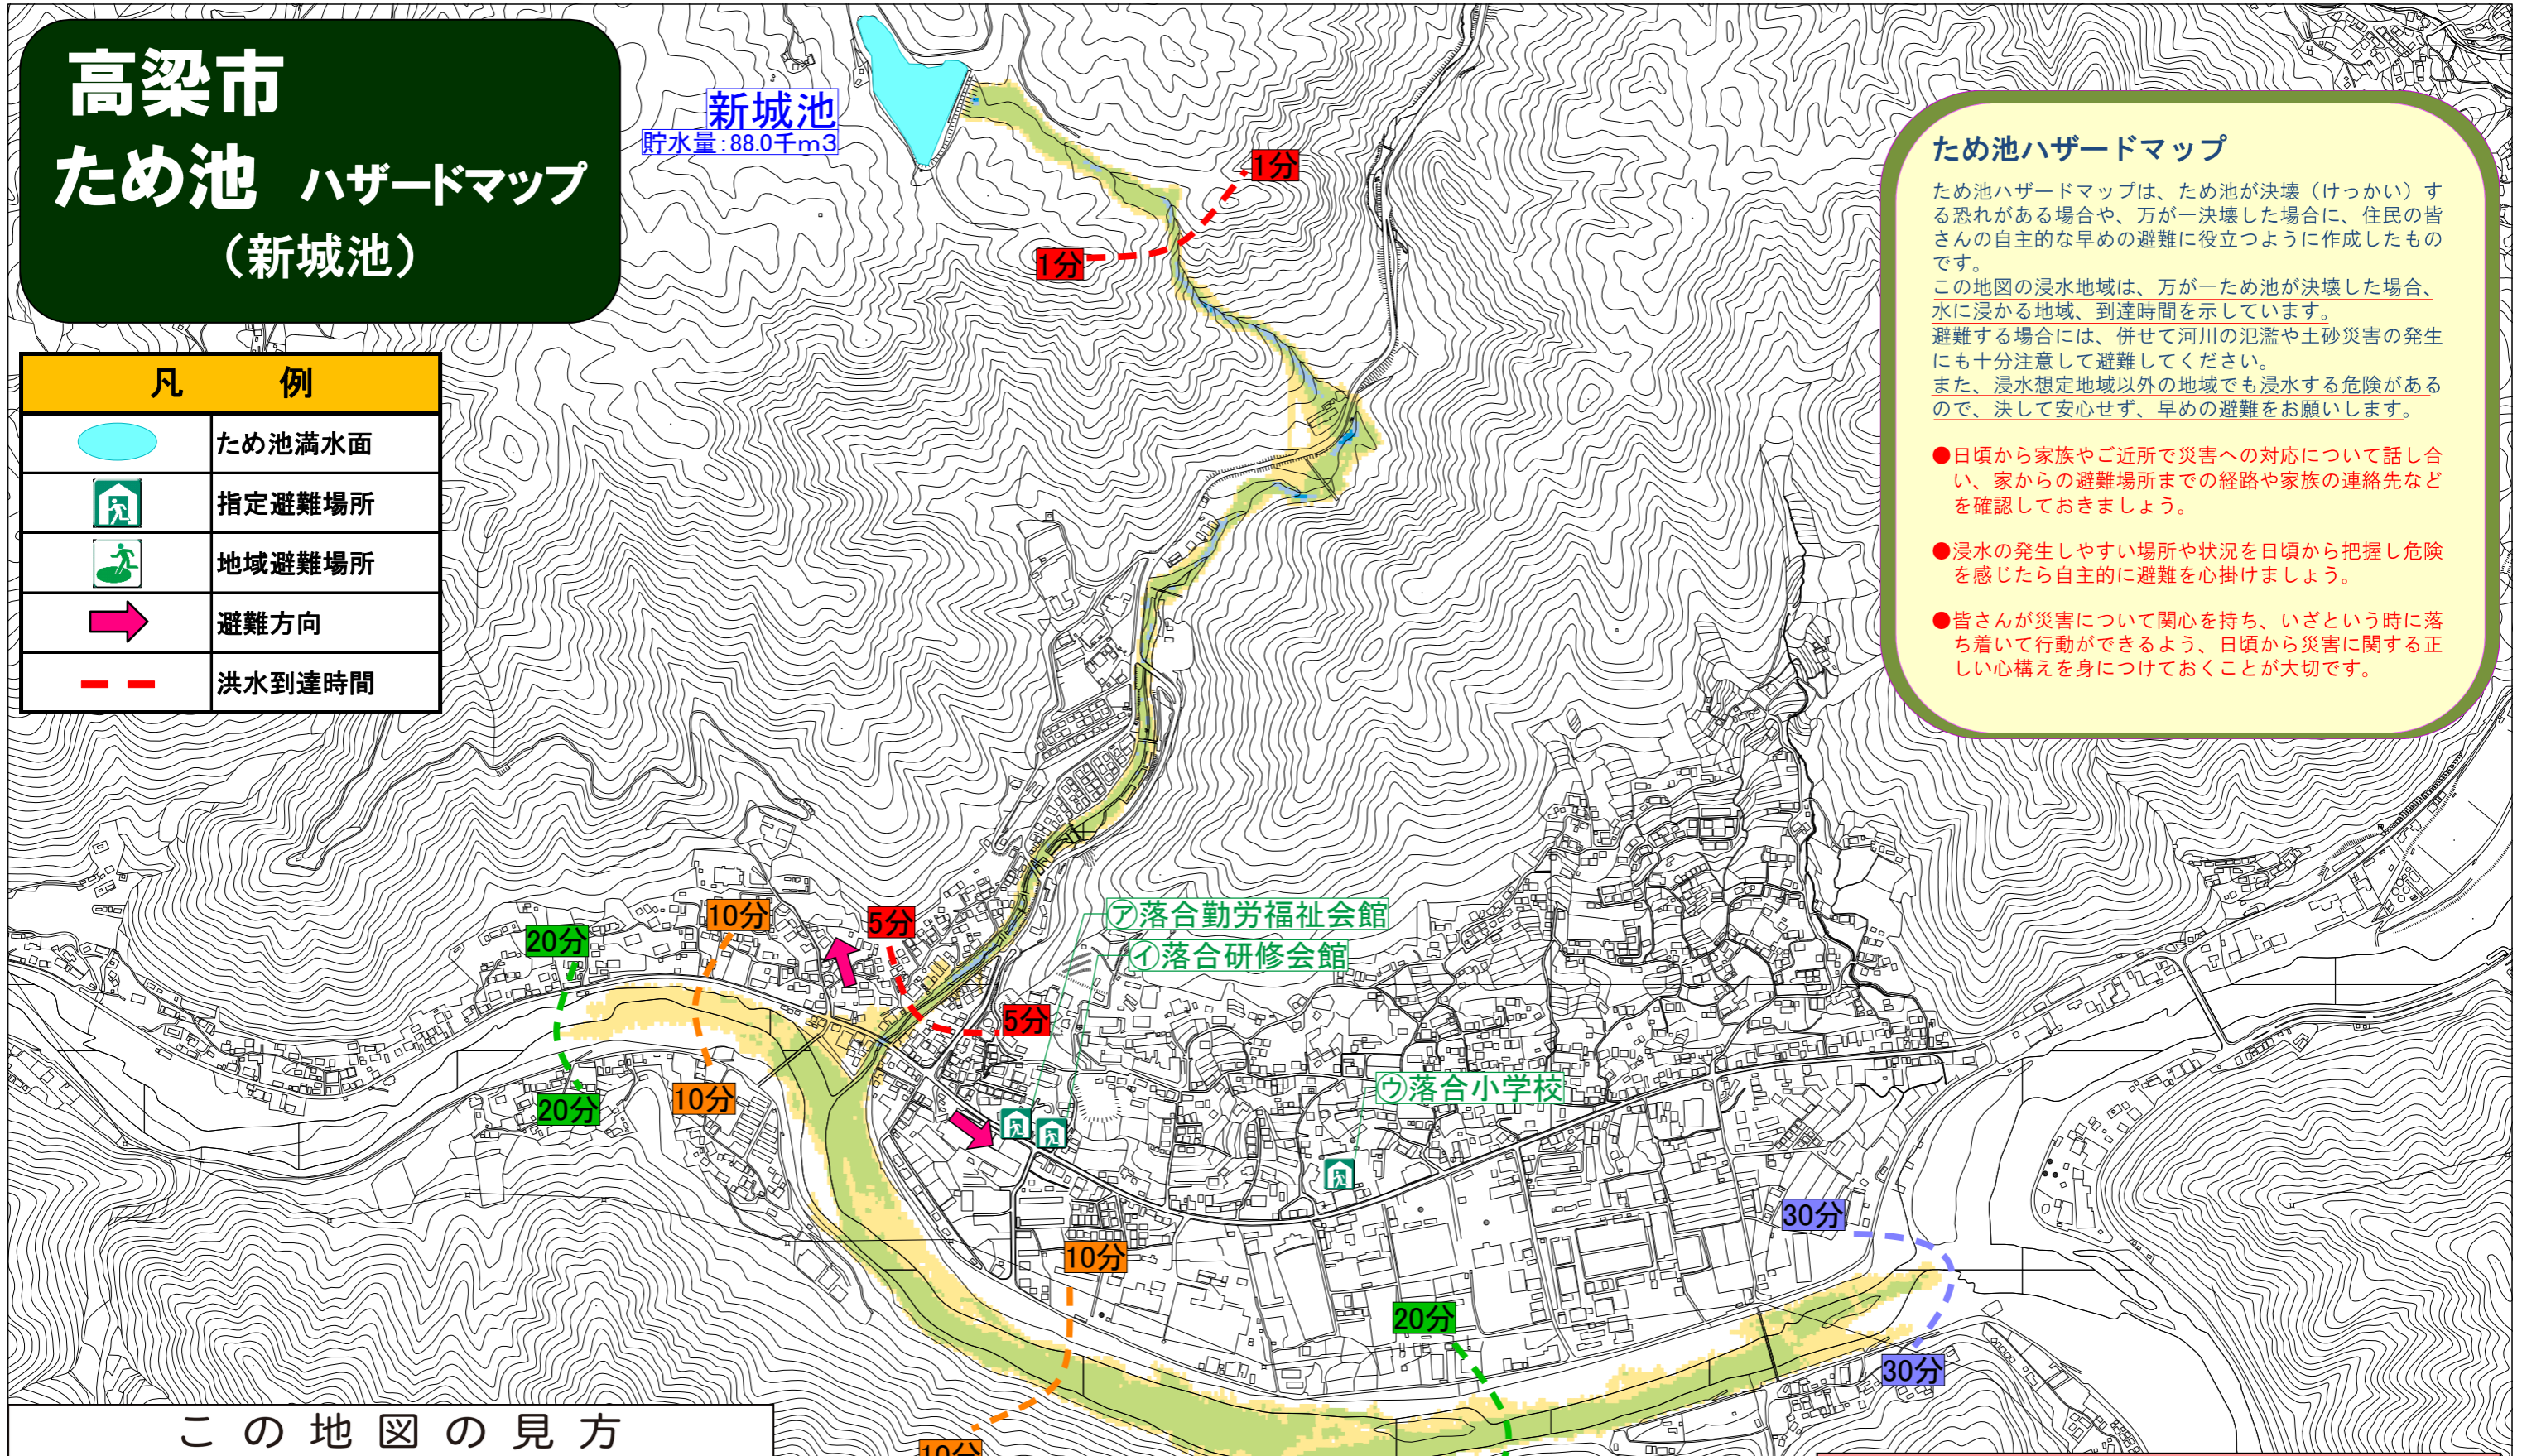 高梁市
ため池 ハザードマップ
（新城池）
凡 例
ため池満水面
指定避難場所
地域避難場所
避難方向
洪水到達時間
新城池
貯水量：88.0千m3
1分
1分
ため池ハザードマップ
ため池ハザードマップは、ため池が決壊（けっかい）す
る恐れがある場合や、万が一決壊した場合に、住民の皆
さんの自主的な早めの避難に役立つように作成したもの
です。
この地図の浸水地域は、万が一ため池が決壊した場合、
水に浸かる地域、到達時間を示しています。
避難する場合には、併せて河川の氾濫や土砂災害の発生
にも十分注意して避難してください。
また、浸水想定地域以外の地域でも浸水する危険がある
ので、決して安心せず、早めの避難をお願いします。
●日頃から家族やご近所で災害への対応について話し合
い、家からの避難場所までの経路や家族の連絡先など
を確認しておきましょう。
●浸水の発生しやすい場所や状況を日頃から把握し危険
を感じたら自主的に避難を心掛けましょう。
●皆さんが災害について関心を持ち、いざという時に落
ち着いて行動ができるよう、日頃から災害に関する正
しい心構えを身につけておくことが大切です。
20分
10分
5分
㋐落合勤労福祉会館
㋑落合研修会館
5分
20分
10分
㋒落合小学校
10分
30分
20分
30分
10分
この地図の見方